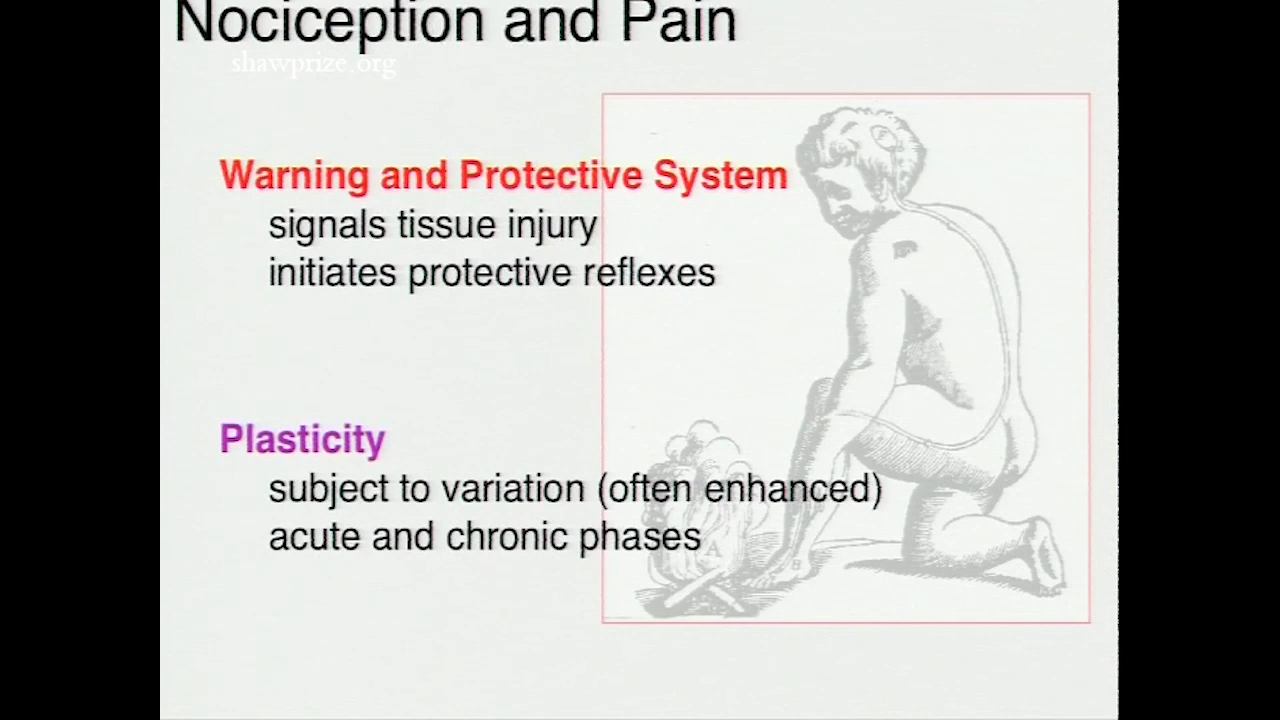 Nociception and Pain
shawprize.org
Warning and Protective System
signals tissue injury
initiates protective reflexes
Plasticity
subject to variation (often enhanced)
acute and chronic phases
A
B